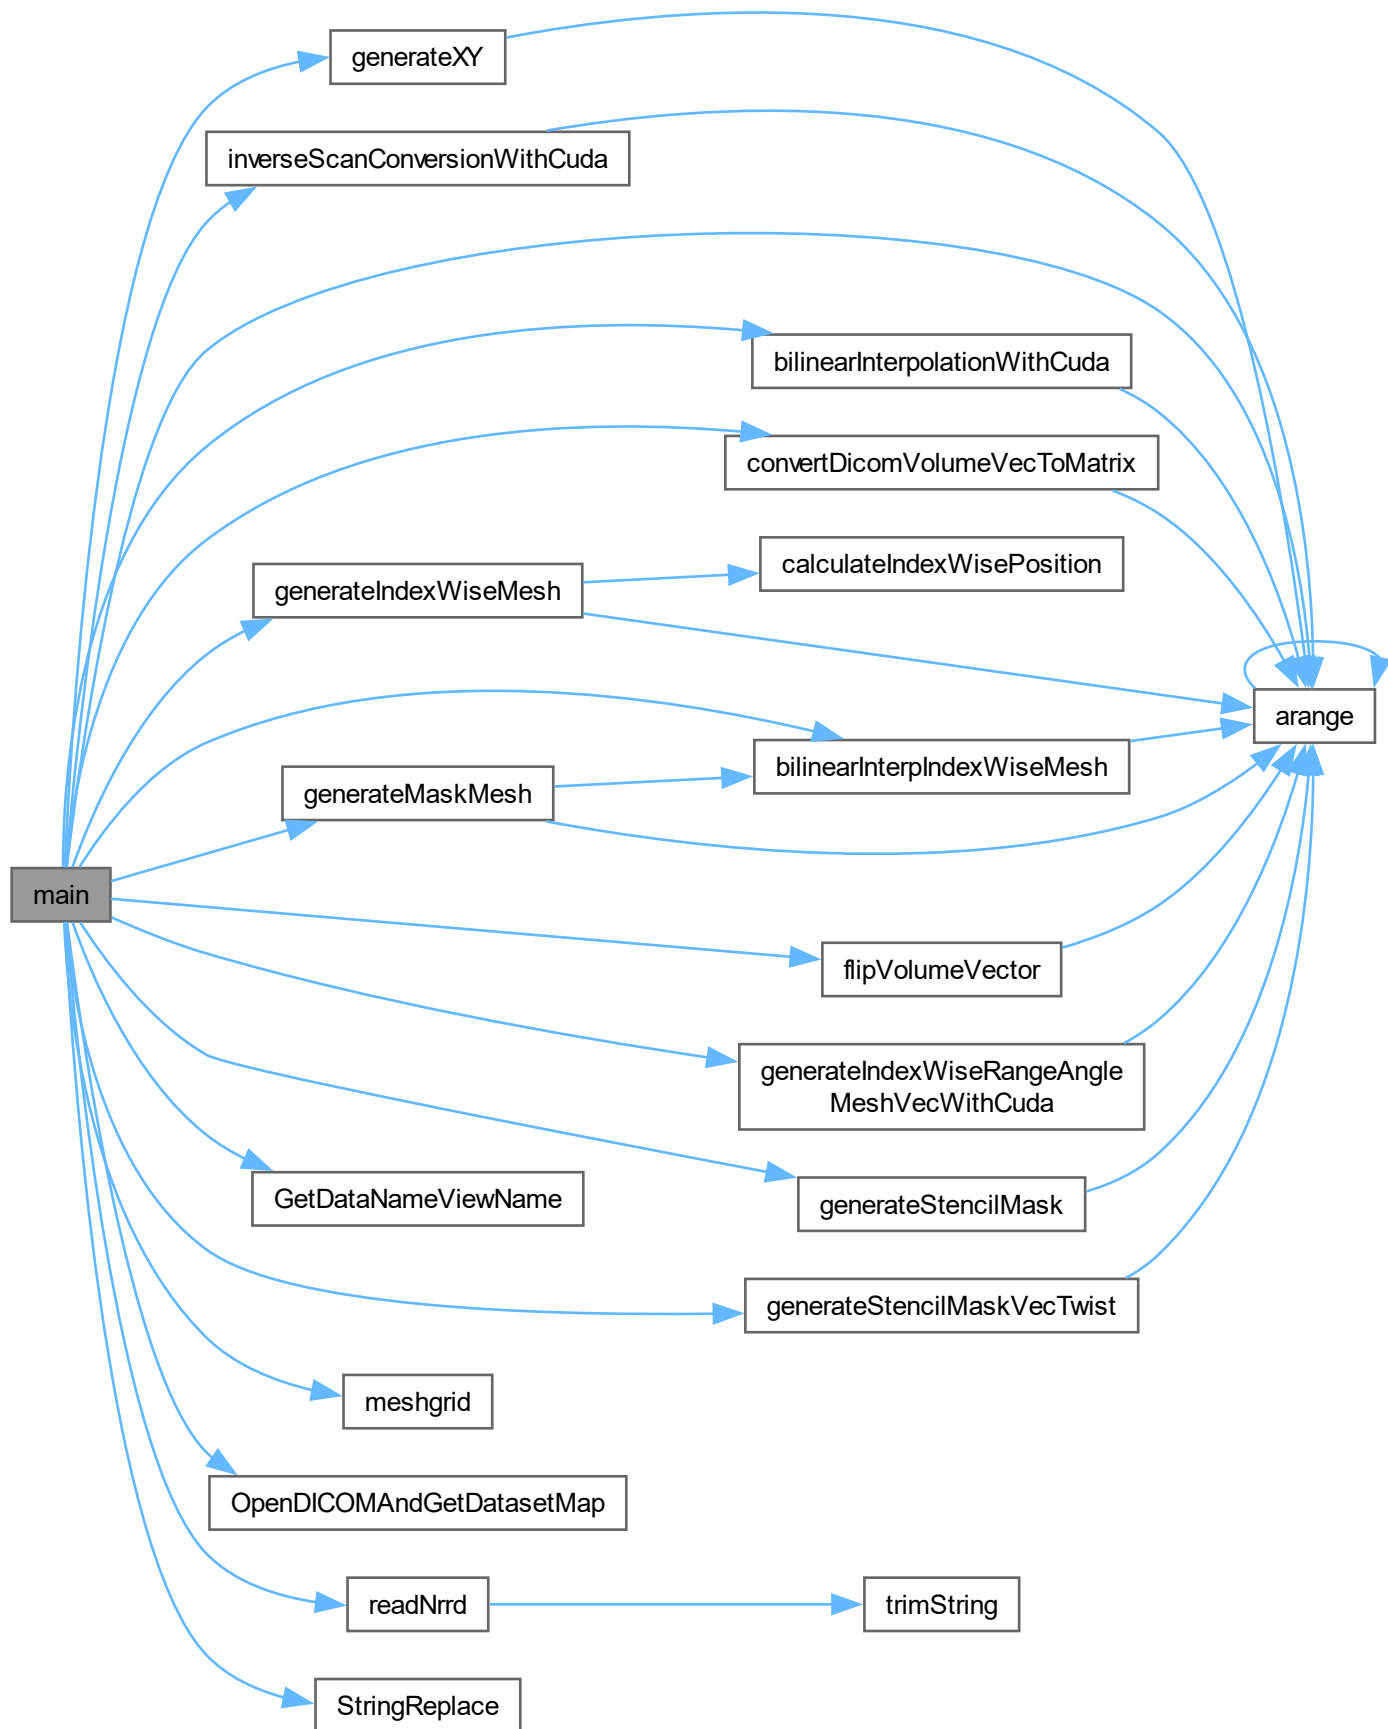 generateXY
inverseScanConversionWithCuda
bilinearInterpolationWithCuda
convertDicomVolumeVecToMatrix
calculateIndexWisePosition
generateIndexWiseMesh
arange
bilinearInterpIndexWiseMesh
generateMaskMesh
main
flipVolumeVector
generateIndexWiseRangeAngle
MeshVecWithCuda
GetDataNameViewName
generateStencilMask
generateStencilMaskVecTwist
meshgrid
OpenDICOMAndGetDatasetMap
readNrrd
trimString
StringReplace